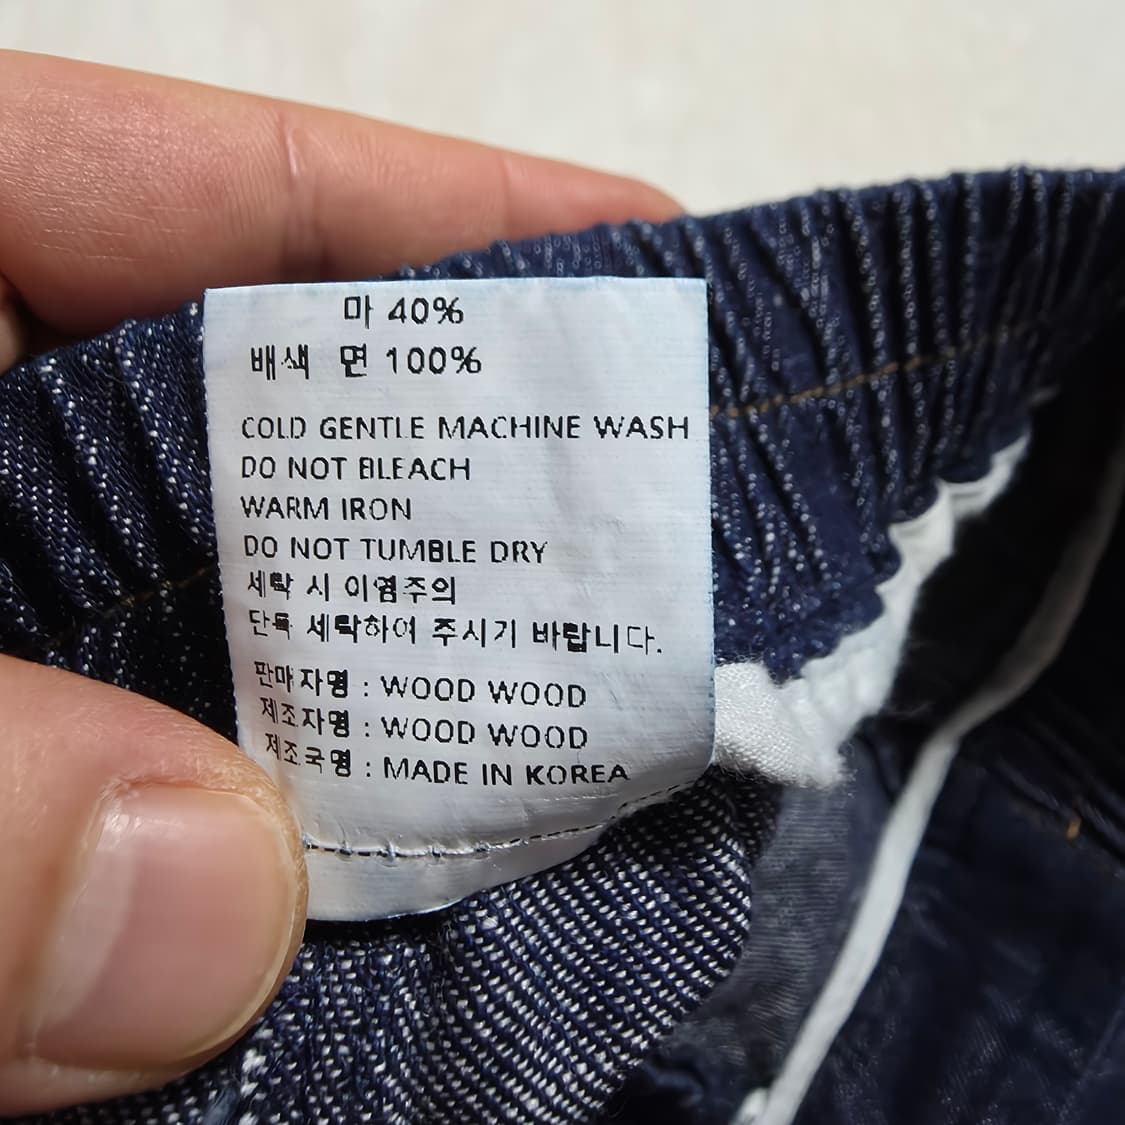 마 40%
배색 면 100%
COLD GENTLE MACHINE WASH
DO NOT BLEACH
WARM IRON
DO NOT TUMBLE DRY
세탁 시 이염주의
단독 세탁하여 주시기 바랍니다.
판매자명 : WOOD WOOD
제조자명 : WOOD WOOD
제조국명 : MADE IN KOREA